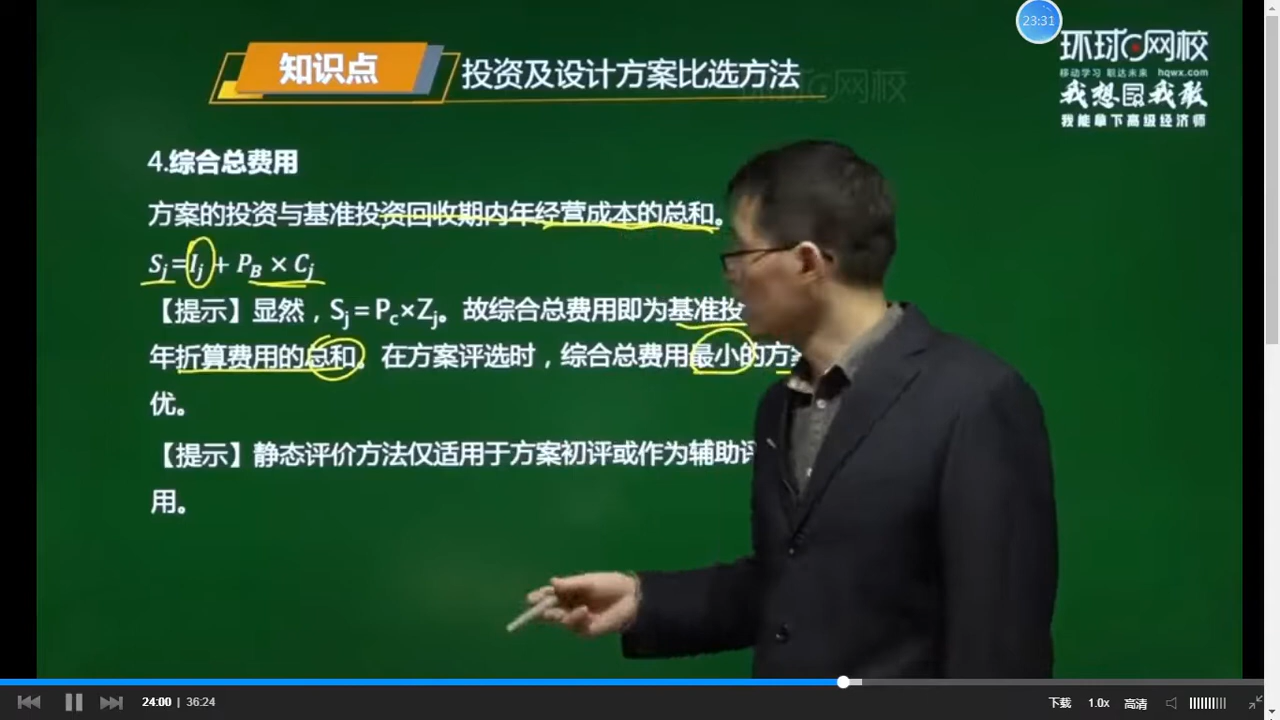 23:31
环球网校
移动学习 职达未来 hqwx.com
我想 我敢
我能拿下高级经济师
知识点
投资及设计方案比选方法
4.综合总费用
方案的投资与基准投资回收期内年经营成本的总和。
Sj=Ij + PB × Cj
【提示】显然，Sj = Pc×Zj。故综合总费用即为基准投
年折算费用的总和。在方案评选时，综合总费用最小的方
优。
【提示】静态评价方法仅适用于方案初评或作为辅助
用。
24:00 | 36:24
下载 1.0x 高清